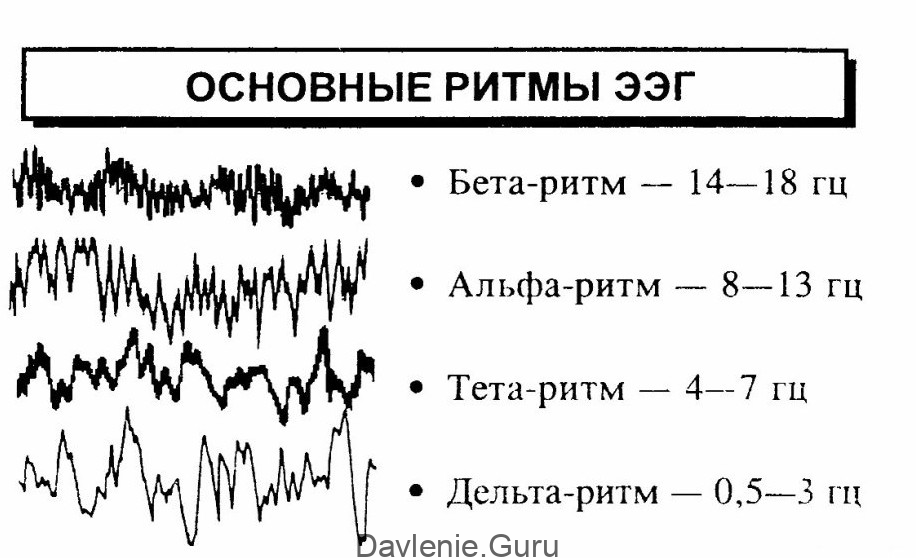 ОСНОВНЫЕ РИТМЫ ЭЭГ
• Бета-ритм — 14—18 гц
• Альфа-ритм — 8—13 гц
• Тета-ритм — 4—7 гц
• Дельта-ритм — 0,5—3 гц
Davlenie.Guru